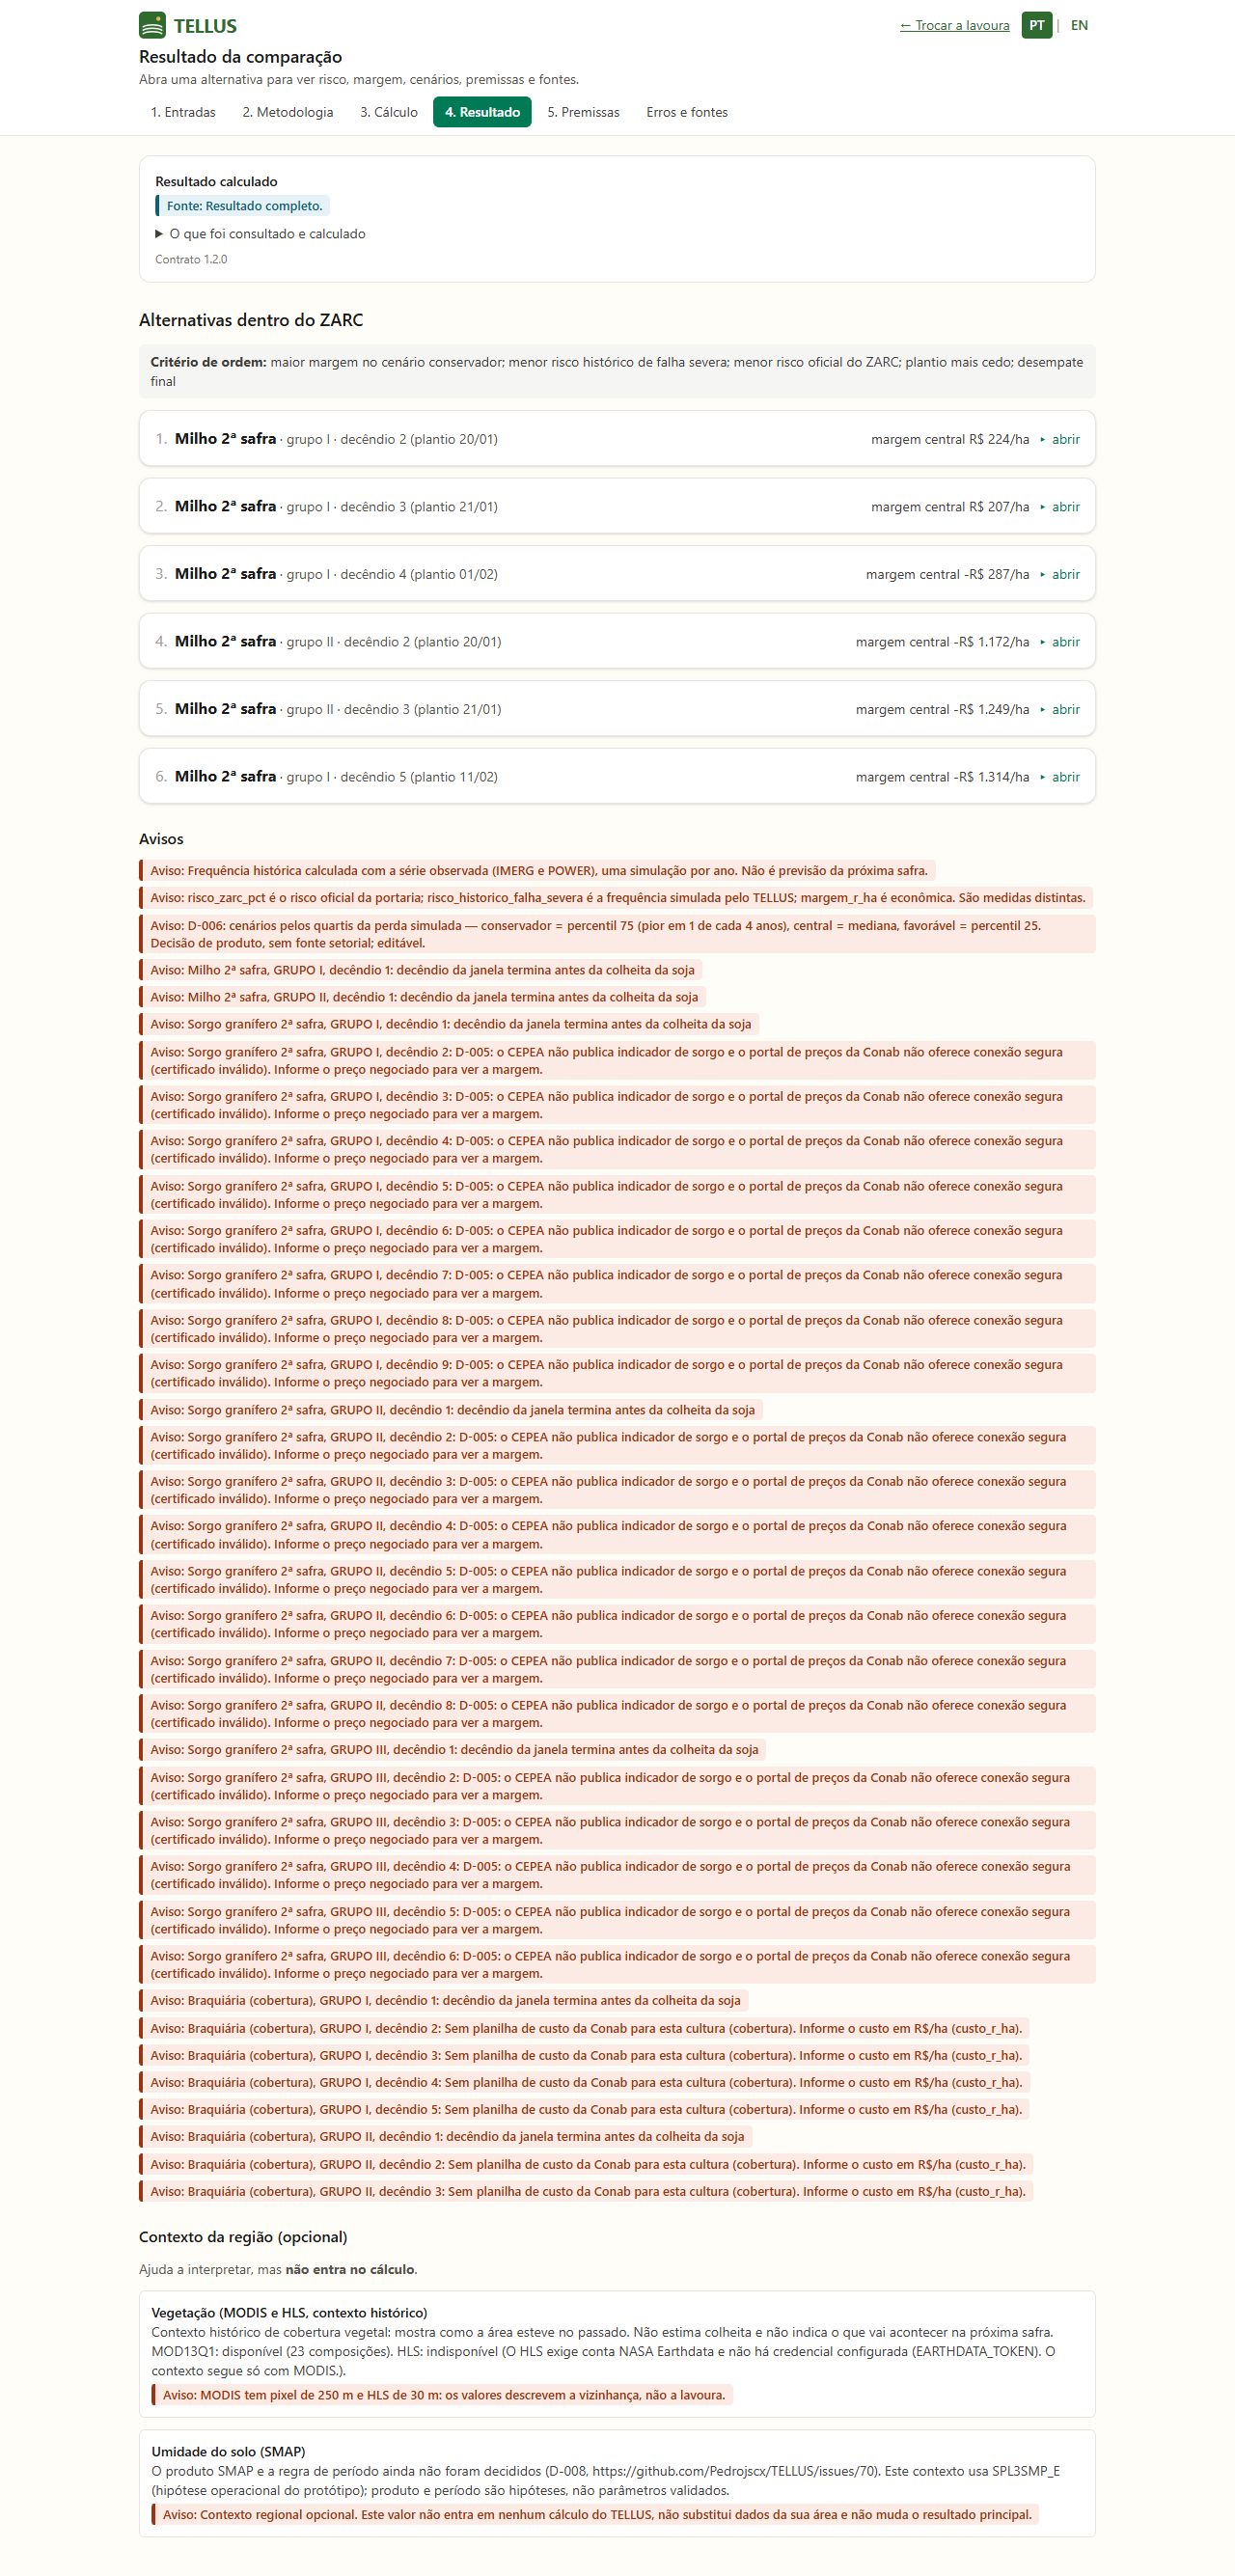 TELLUS
← Trocar a lavoura
PT | EN
Resultado da comparação
Abra uma alternativa para ver risco, margem, cenários, premissas e fontes.
1. Entradas 2. Metodologia 3. Cálculo 4. Resultado 5. Premissas Erros e fontes
Resultado calculado
Fonte: Resultado completo.
▶ O que foi consultado e calculado
Contrato 1.2.0
Alternativas dentro do ZARC
Critério de ordem: maior margem no cenário conservador; menor risco histórico de falha severa; menor risco oficial do ZARC; plantio mais cedo; desempate
final
1. Milho 2ª safra · grupo I · decêndio 2 (plantio 20/01) margem central R$ 224/ha ▸ abrir
2. Milho 2ª safra · grupo I · decêndio 3 (plantio 21/01) margem central R$ 207/ha ▸ abrir
3. Milho 2ª safra · grupo I · decêndio 4 (plantio 01/02) margem central -R$ 287/ha ▸ abrir
4. Milho 2ª safra · grupo II · decêndio 2 (plantio 20/01) margem central -R$ 1.172/ha ▸ abrir
5. Milho 2ª safra · grupo II · decêndio 3 (plantio 21/01) margem central -R$ 1.249/ha ▸ abrir
6. Milho 2ª safra · grupo I · decêndio 5 (plantio 11/02) margem central -R$ 1.314/ha ▸ abrir
Avisos
Aviso: Frequência histórica calculada com a série observada (IMERG e POWER), uma simulação por ano. Não é previsão da próxima safra.
Aviso: risco_zarc_pct é o risco oficial da portaria; risco_historico_falha_severa é a frequência simulada pelo TELLUS; margem_r_ha é econômica. São medidas distintas.
Aviso: D-006: cenários pelos quartis da perda simulada — conservador = percentil 75 (pior em 1 de cada 4 anos), central = mediana, favorável = percentil 25.
Decisão de produto, sem fonte setorial; editável.
Aviso: Milho 2ª safra, GRUPO I, decêndio 1: decêndio da janela termina antes da colheita da soja
Aviso: Milho 2ª safra, GRUPO II, decêndio 1: decêndio da janela termina antes da colheita da soja
Aviso: Sorgo granífero 2ª safra, GRUPO I, decêndio 1: decêndio da janela termina antes da colheita da soja
Aviso: Sorgo granífero 2ª safra, GRUPO I, decêndio 2: D-005: o CEPEA não publica indicador de sorgo e o portal de preços da Conab não oferece conexão segura
(certificado inválido). Informe o preço negociado para ver a margem.
Aviso: Sorgo granífero 2ª safra, GRUPO I, decêndio 3: D-005: o CEPEA não publica indicador de sorgo e o portal de preços da Conab não oferece conexão segura
(certificado inválido). Informe o preço negociado para ver a margem.
Aviso: Sorgo granífero 2ª safra, GRUPO I, decêndio 4: D-005: o CEPEA não publica indicador de sorgo e o portal de preços da Conab não oferece conexão segura
(certificado inválido). Informe o preço negociado para ver a margem.
Aviso: Sorgo granífero 2ª safra, GRUPO I, decêndio 5: D-005: o CEPEA não publica indicador de sorgo e o portal de preços da Conab não oferece conexão segura
(certificado inválido). Informe o preço negociado para ver a margem.
Aviso: Sorgo granífero 2ª safra, GRUPO I, decêndio 6: D-005: o CEPEA não publica indicador de sorgo e o portal de preços da Conab não oferece conexão segura
(certificado inválido). Informe o preço negociado para ver a margem.
Aviso: Sorgo granífero 2ª safra, GRUPO I, decêndio 7: D-005: o CEPEA não publica indicador de sorgo e o portal de preços da Conab não oferece conexão segura
(certificado inválido). Informe o preço negociado para ver a margem.
Aviso: Sorgo granífero 2ª safra, GRUPO I, decêndio 8: D-005: o CEPEA não publica indicador de sorgo e o portal de preços da Conab não oferece conexão segura
(certificado inválido). Informe o preço negociado para ver a margem.
Aviso: Sorgo granífero 2ª safra, GRUPO I, decêndio 9: D-005: o CEPEA não publica indicador de sorgo e o portal de preços da Conab não oferece conexão segura
(certificado inválido). Informe o preço negociado para ver a margem.
Aviso: Sorgo granífero 2ª safra, GRUPO II, decêndio 1: decêndio da janela termina antes da colheita da soja
Aviso: Sorgo granífero 2ª safra, GRUPO II, decêndio 2: D-005: o CEPEA não publica indicador de sorgo e o portal de preços da Conab não oferece conexão segura
(certificado inválido). Informe o preço negociado para ver a margem.
Aviso: Sorgo granífero 2ª safra, GRUPO II, decêndio 3: D-005: o CEPEA não publica indicador de sorgo e o portal de preços da Conab não oferece conexão segura
(certificado inválido). Informe o preço negociado para ver a margem.
Aviso: Sorgo granífero 2ª safra, GRUPO II, decêndio 4: D-005: o CEPEA não publica indicador de sorgo e o portal de preços da Conab não oferece conexão segura
(certificado inválido). Informe o preço negociado para ver a margem.
Aviso: Sorgo granífero 2ª safra, GRUPO II, decêndio 5: D-005: o CEPEA não publica indicador de sorgo e o portal de preços da Conab não oferece conexão segura
(certificado inválido). Informe o preço negociado para ver a margem.
Aviso: Sorgo granífero 2ª safra, GRUPO II, decêndio 6: D-005: o CEPEA não publica indicador de sorgo e o portal de preços da Conab não oferece conexão segura
(certificado inválido). Informe o preço negociado para ver a margem.
Aviso: Sorgo granífero 2ª safra, GRUPO II, decêndio 7: D-005: o CEPEA não publica indicador de sorgo e o portal de preços da Conab não oferece conexão segura
(certificado inválido). Informe o preço negociado para ver a margem.
Aviso: Sorgo granífero 2ª safra, GRUPO II, decêndio 8: D-005: o CEPEA não publica indicador de sorgo e o portal de preços da Conab não oferece conexão segura
(certificado inválido). Informe o preço negociado para ver a margem.
Aviso: Sorgo granífero 2ª safra, GRUPO III, decêndio 1: decêndio da janela termina antes da colheita da soja
Aviso: Sorgo granífero 2ª safra, GRUPO III, decêndio 2: D-005: o CEPEA não publica indicador de sorgo e o portal de preços da Conab não oferece conexão segura
(certificado inválido). Informe o preço negociado para ver a margem.
Aviso: Sorgo granífero 2ª safra, GRUPO III, decêndio 3: D-005: o CEPEA não publica indicador de sorgo e o portal de preços da Conab não oferece conexão segura
(certificado inválido). Informe o preço negociado para ver a margem.
Aviso: Sorgo granífero 2ª safra, GRUPO III, decêndio 4: D-005: o CEPEA não publica indicador de sorgo e o portal de preços da Conab não oferece conexão segura
(certificado inválido). Informe o preço negociado para ver a margem.
Aviso: Sorgo granífero 2ª safra, GRUPO III, decêndio 5: D-005: o CEPEA não publica indicador de sorgo e o portal de preços da Conab não oferece conexão segura
(certificado inválido). Informe o preço negociado para ver a margem.
Aviso: Sorgo granífero 2ª safra, GRUPO III, decêndio 6: D-005: o CEPEA não publica indicador de sorgo e o portal de preços da Conab não oferece conexão segura
(certificado inválido). Informe o preço negociado para ver a margem.
Aviso: Braquiária (cobertura), GRUPO I, decêndio 1: decêndio da janela termina antes da colheita da soja
Aviso: Braquiária (cobertura), GRUPO I, decêndio 2: Sem planilha de custo da Conab para esta cultura (cobertura). Informe o custo em R$/ha (custo_r_ha).
Aviso: Braquiária (cobertura), GRUPO I, decêndio 3: Sem planilha de custo da Conab para esta cultura (cobertura). Informe o custo em R$/ha (custo_r_ha).
Aviso: Braquiária (cobertura), GRUPO I, decêndio 4: Sem planilha de custo da Conab para esta cultura (cobertura). Informe o custo em R$/ha (custo_r_ha).
Aviso: Braquiária (cobertura), GRUPO I, decêndio 5: Sem planilha de custo da Conab para esta cultura (cobertura). Informe o custo em R$/ha (custo_r_ha).
Aviso: Braquiária (cobertura), GRUPO II, decêndio 1: decêndio da janela termina antes da colheita da soja
Aviso: Braquiária (cobertura), GRUPO II, decêndio 2: Sem planilha de custo da Conab para esta cultura (cobertura). Informe o custo em R$/ha (custo_r_ha).
Aviso: Braquiária (cobertura), GRUPO II, decêndio 3: Sem planilha de custo da Conab para esta cultura (cobertura). Informe o custo em R$/ha (custo_r_ha).
Contexto da região (opcional)
Ajuda a interpretar, mas não entra no cálculo.
Vegetação (MODIS e HLS, contexto histórico)
Contexto histórico de cobertura vegetal: mostra como a área esteve no passado. Não estima colheita e não indica o que vai acontecer na próxima safra.
MOD13Q1: disponível (23 composições). HLS: indisponível (O HLS exige conta NASA Earthdata e não há credencial configurada (EARTHDATA_TOKEN). O
contexto segue só com MODIS.).
Aviso: MODIS tem pixel de 250 m e HLS de 30 m: os valores descrevem a vizinhança, não a lavoura.
Umidade do solo (SMAP)
O produto SMAP e a regra de período ainda não foram decididos (D-008, https://github.com/Pedrojscx/TELLUS/issues/70). Este contexto usa SPL3SMP_E
(hipótese operacional do protótipo); produto e período são hipóteses, não parâmetros validados.
Aviso: Contexto regional opcional. Este valor não entra em nenhum cálculo do TELLUS, não substitui dados da sua área e não muda o resultado principal.